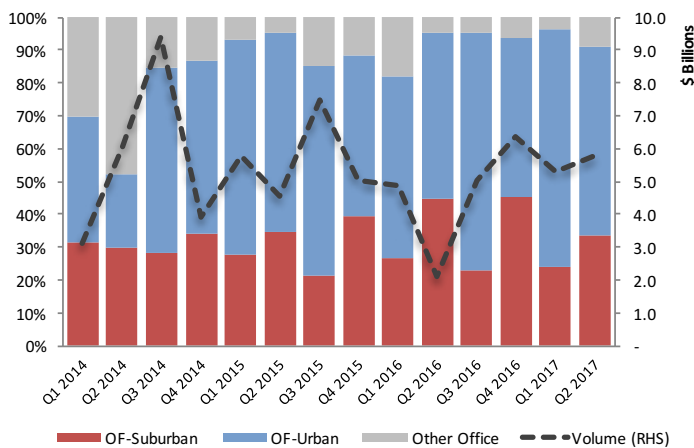 100%
90%
80%
70%
60%
50%
40%
30%
20%
10%
0%
10.0
9.0
8.0
7.0
6.0
5.0
4.0
3.0
2.0
1.0
-
$ Billions
Q1 2014
Q2 2014
Q3 2014
Q4 2014
Q1 2015
Q2 2015
Q3 2015
Q4 2015
Q1 2016
Q2 2016
Q3 2016
Q4 2016
Q1 2017
Q2 2017
OF-Suburban
OF-Urban
Other Office
Volume (RHS)